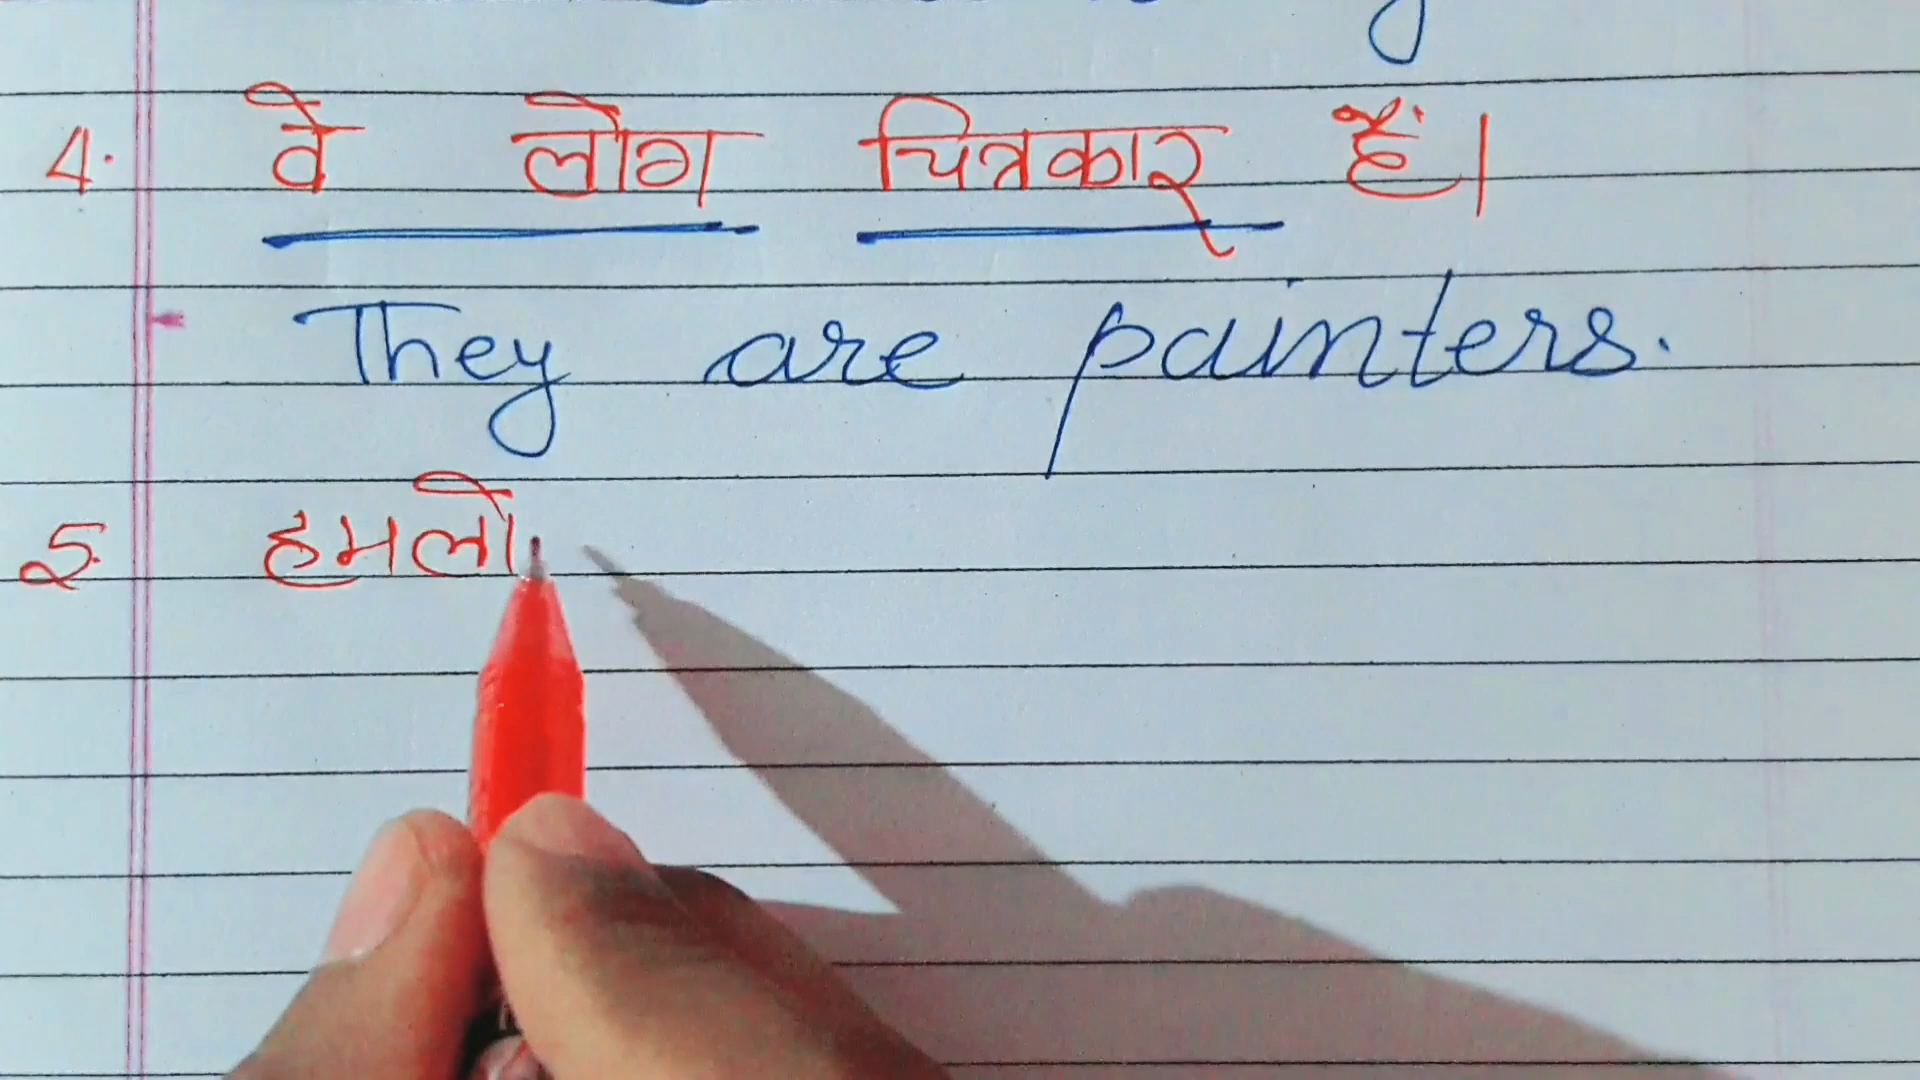 4. वे लोग चित्रकार हैं।
They are painters.
5. हमलो